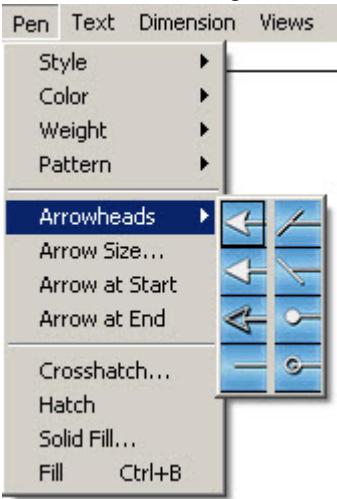 Pen Text Dimension Views
Style
Color
Weight
Pattern
Arrowheads
Arrow Size...
Arrow at Start
Arrow at End
Crosshatch...
Hatch
Solid Fill...
Fill Ctrl+B